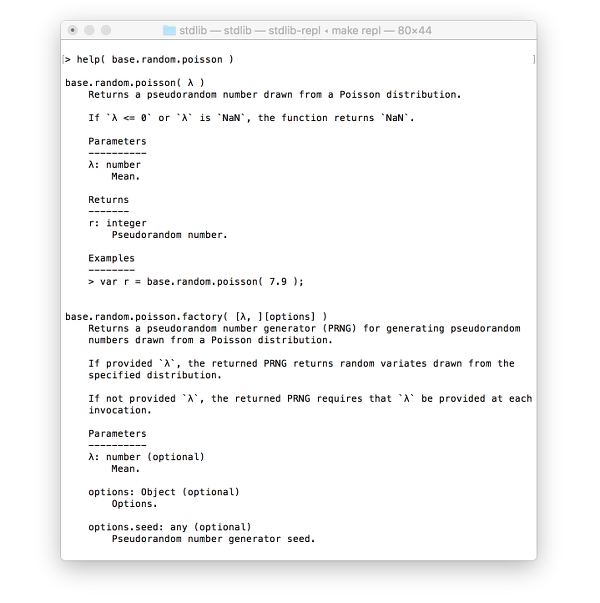 stdlib — stdlib — stdlib-repl ‹ make repl — 80×44
[> help( base.random.poisson ) ]
base.random.poisson( λ )
Returns a pseudorandom number drawn from a Poisson distribution.
If `λ <= 0` or `λ` is `NaN`, the function returns `NaN`.
Parameters
----------
λ: number
Mean.
Returns
-------
r: integer
Pseudorandom number.
Examples
--------
> var r = base.random.poisson( 7.9 );
base.random.poisson.factory( [λ, ][options] )
Returns a pseudorandom number generator (PRNG) for generating pseudorandom
numbers drawn from a Poisson distribution.
If provided `λ`, the returned PRNG returns random variates drawn from the
specified distribution.
If not provided `λ`, the returned PRNG requires that `λ` be provided at each
invocation.
Parameters
----------
λ: number (optional)
Mean.
options: Object (optional)
Options.
options.seed: any (optional)
Pseudorandom number generator seed.